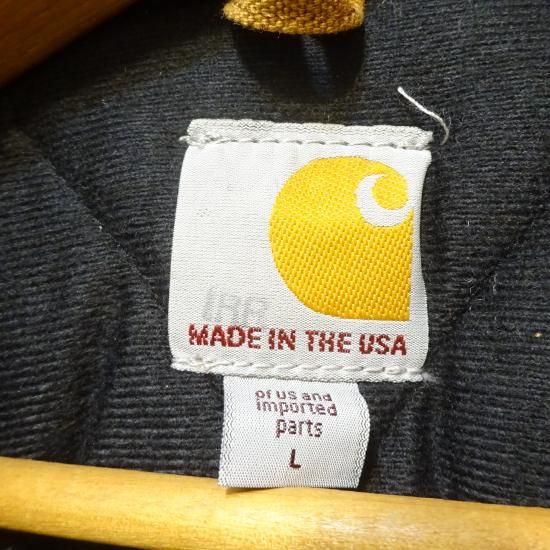 MADE IN THE USA
of US and
imported
parts
L